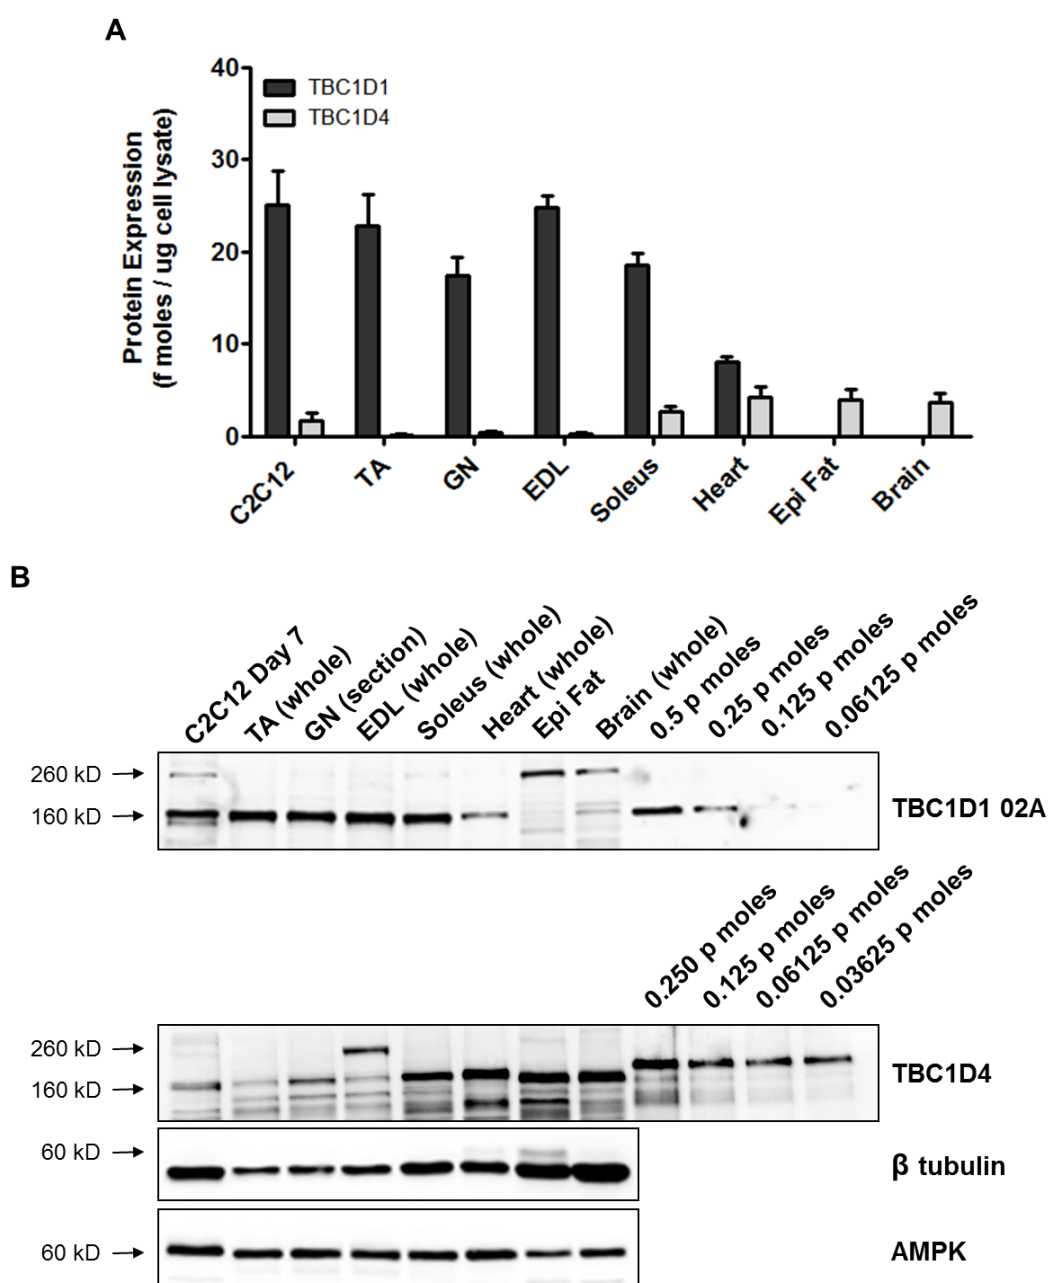 A
Protein Expression
(f moles / ug cell lysate)
40
30
20
10
0
TBC1D1
TBC1D4
C2C12
TA
GN
EDL
Soleus
Heart
Epi Fat
Brain
B
C2C12 Day 7
TA (whole)
GN (section)
EDL (whole)
Soleus (whole)
Heart (whole)
Epi Fat
Brain (whole)
0.5 p moles
0.25 p moles
0.125 p moles
0.06125 p moles
260 kD
160 kD
TBC1D1 02A
0.250 p moles
0.125 p moles
0.06125 p moles
0.03625 p moles
260 kD
160 kD
TBC1D4
60 kD
β tubulin
60 kD
AMPK